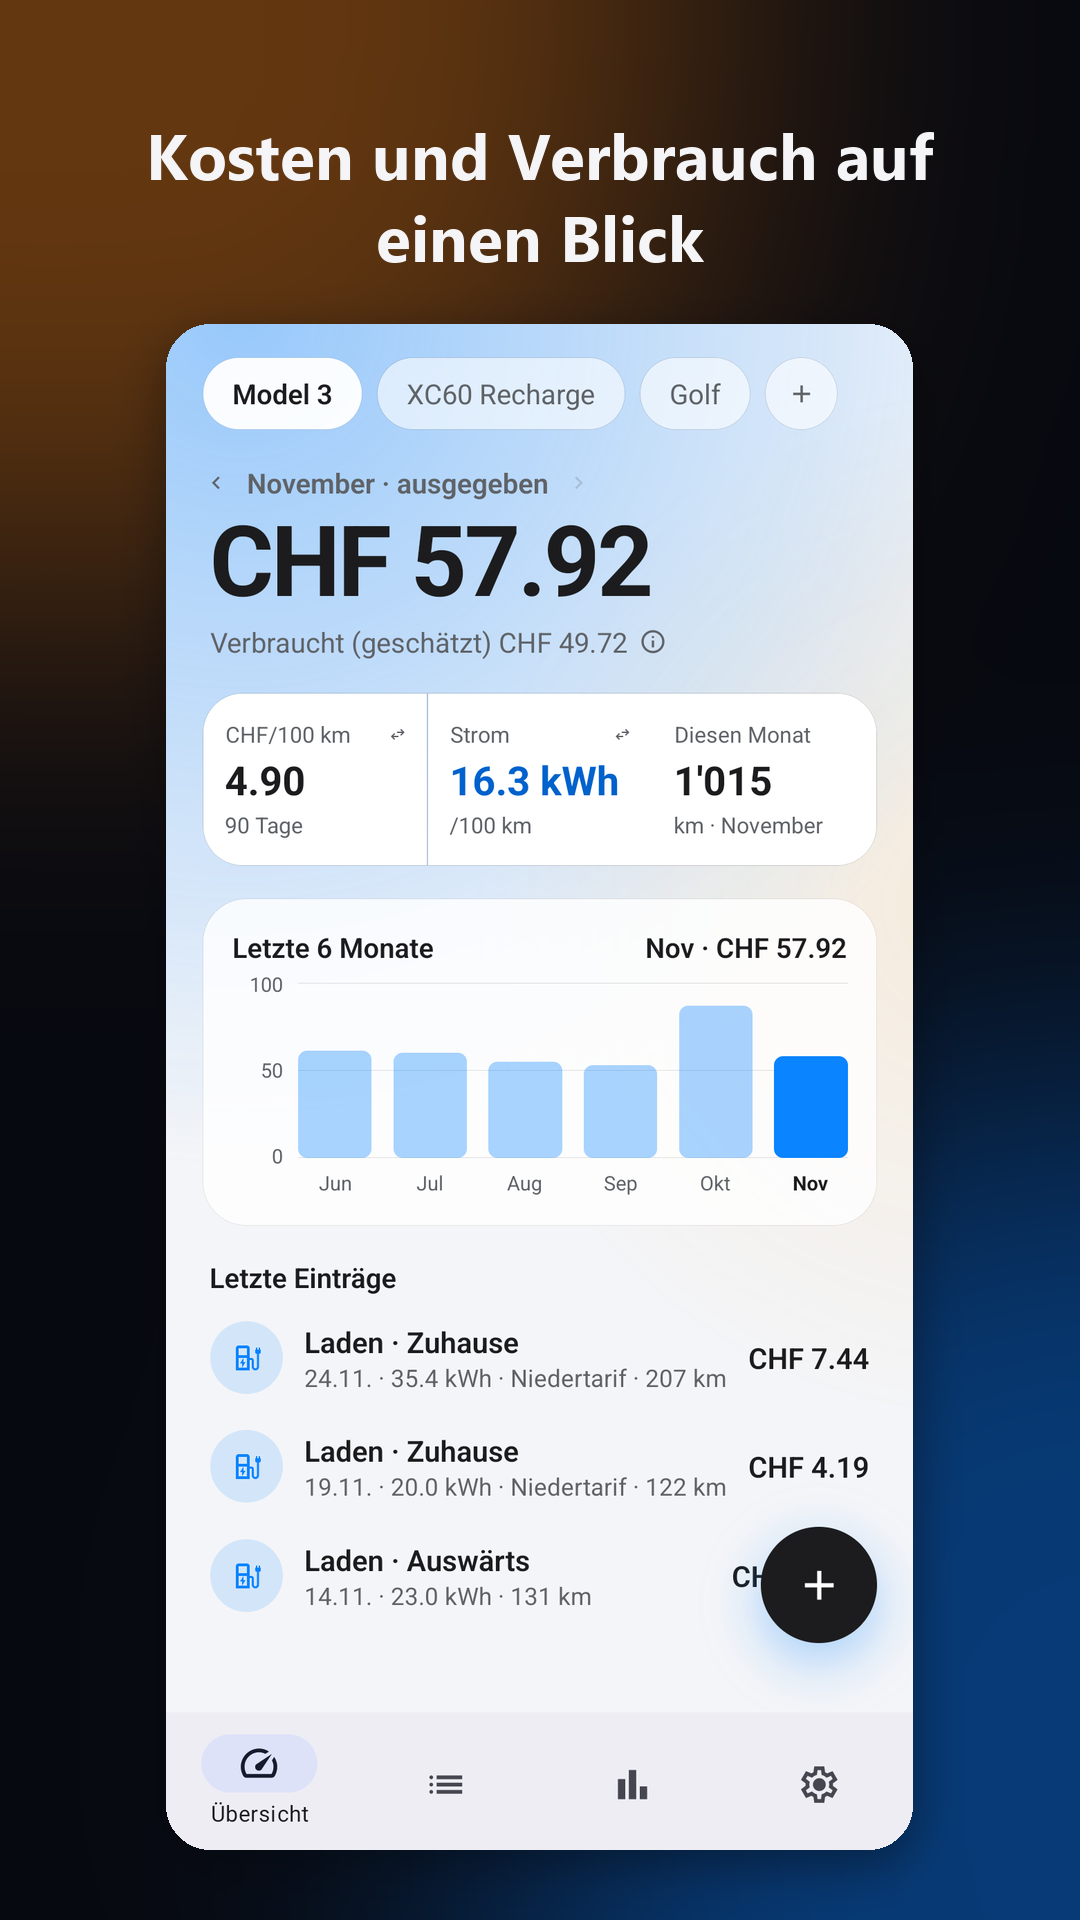 Kosten und Verbrauch auf
einen Blick
Model 3 XC60 Recharge Golf +
November · ausgegeben
CHF 57.92
Verbraucht (geschätzt) CHF 49.72
CHF/100 km Strom Diesen Monat
4.90 16.3 kWh 1'015
90 Tage /100 km km · November
Letzte 6 Monate Nov · CHF 57.92
100
50
0
Jun Jul Aug Sep Okt Nov
Letzte Einträge
Laden · Zuhause
CHF 7.44
24.11. · 35.4 kWh · Niedertarif · 207 km
Laden · Zuhause
CHF 4.19
19.11. · 20.0 kWh · Niedertarif · 122 km
Laden · Auswärts
14.11. · 23.0 kWh · 131 km
+
Übersicht